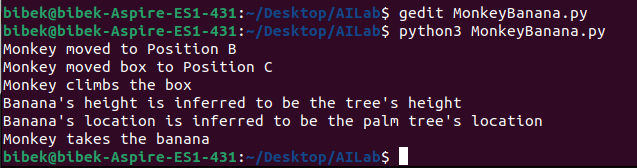 bibek@bibek-Aspire-ES1-431:~/Desktop/AILab$ gedit MonkeyBanana.py
bibek@bibek-Aspire-ES1-431:~/Desktop/AILab$ python3 MonkeyBanana.py
Monkey moved to Position B
Monkey moved box to Position C
Monkey climbs the box
Banana's height is inferred to be the tree's height
Banana's location is inferred to be the palm tree's location
Monkey takes the banana
bibek@bibek-Aspire-ES1-431:~/Desktop/AILab$